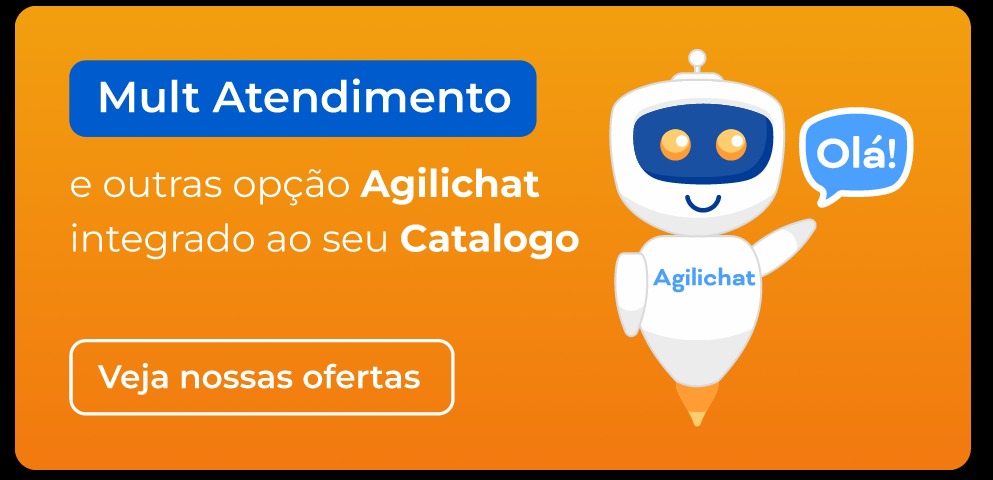 Mult Atendimento
e outras opção Agilichat
integrado ao seu Catalogo
Olá!
Agilichat
Veja nossas ofertas